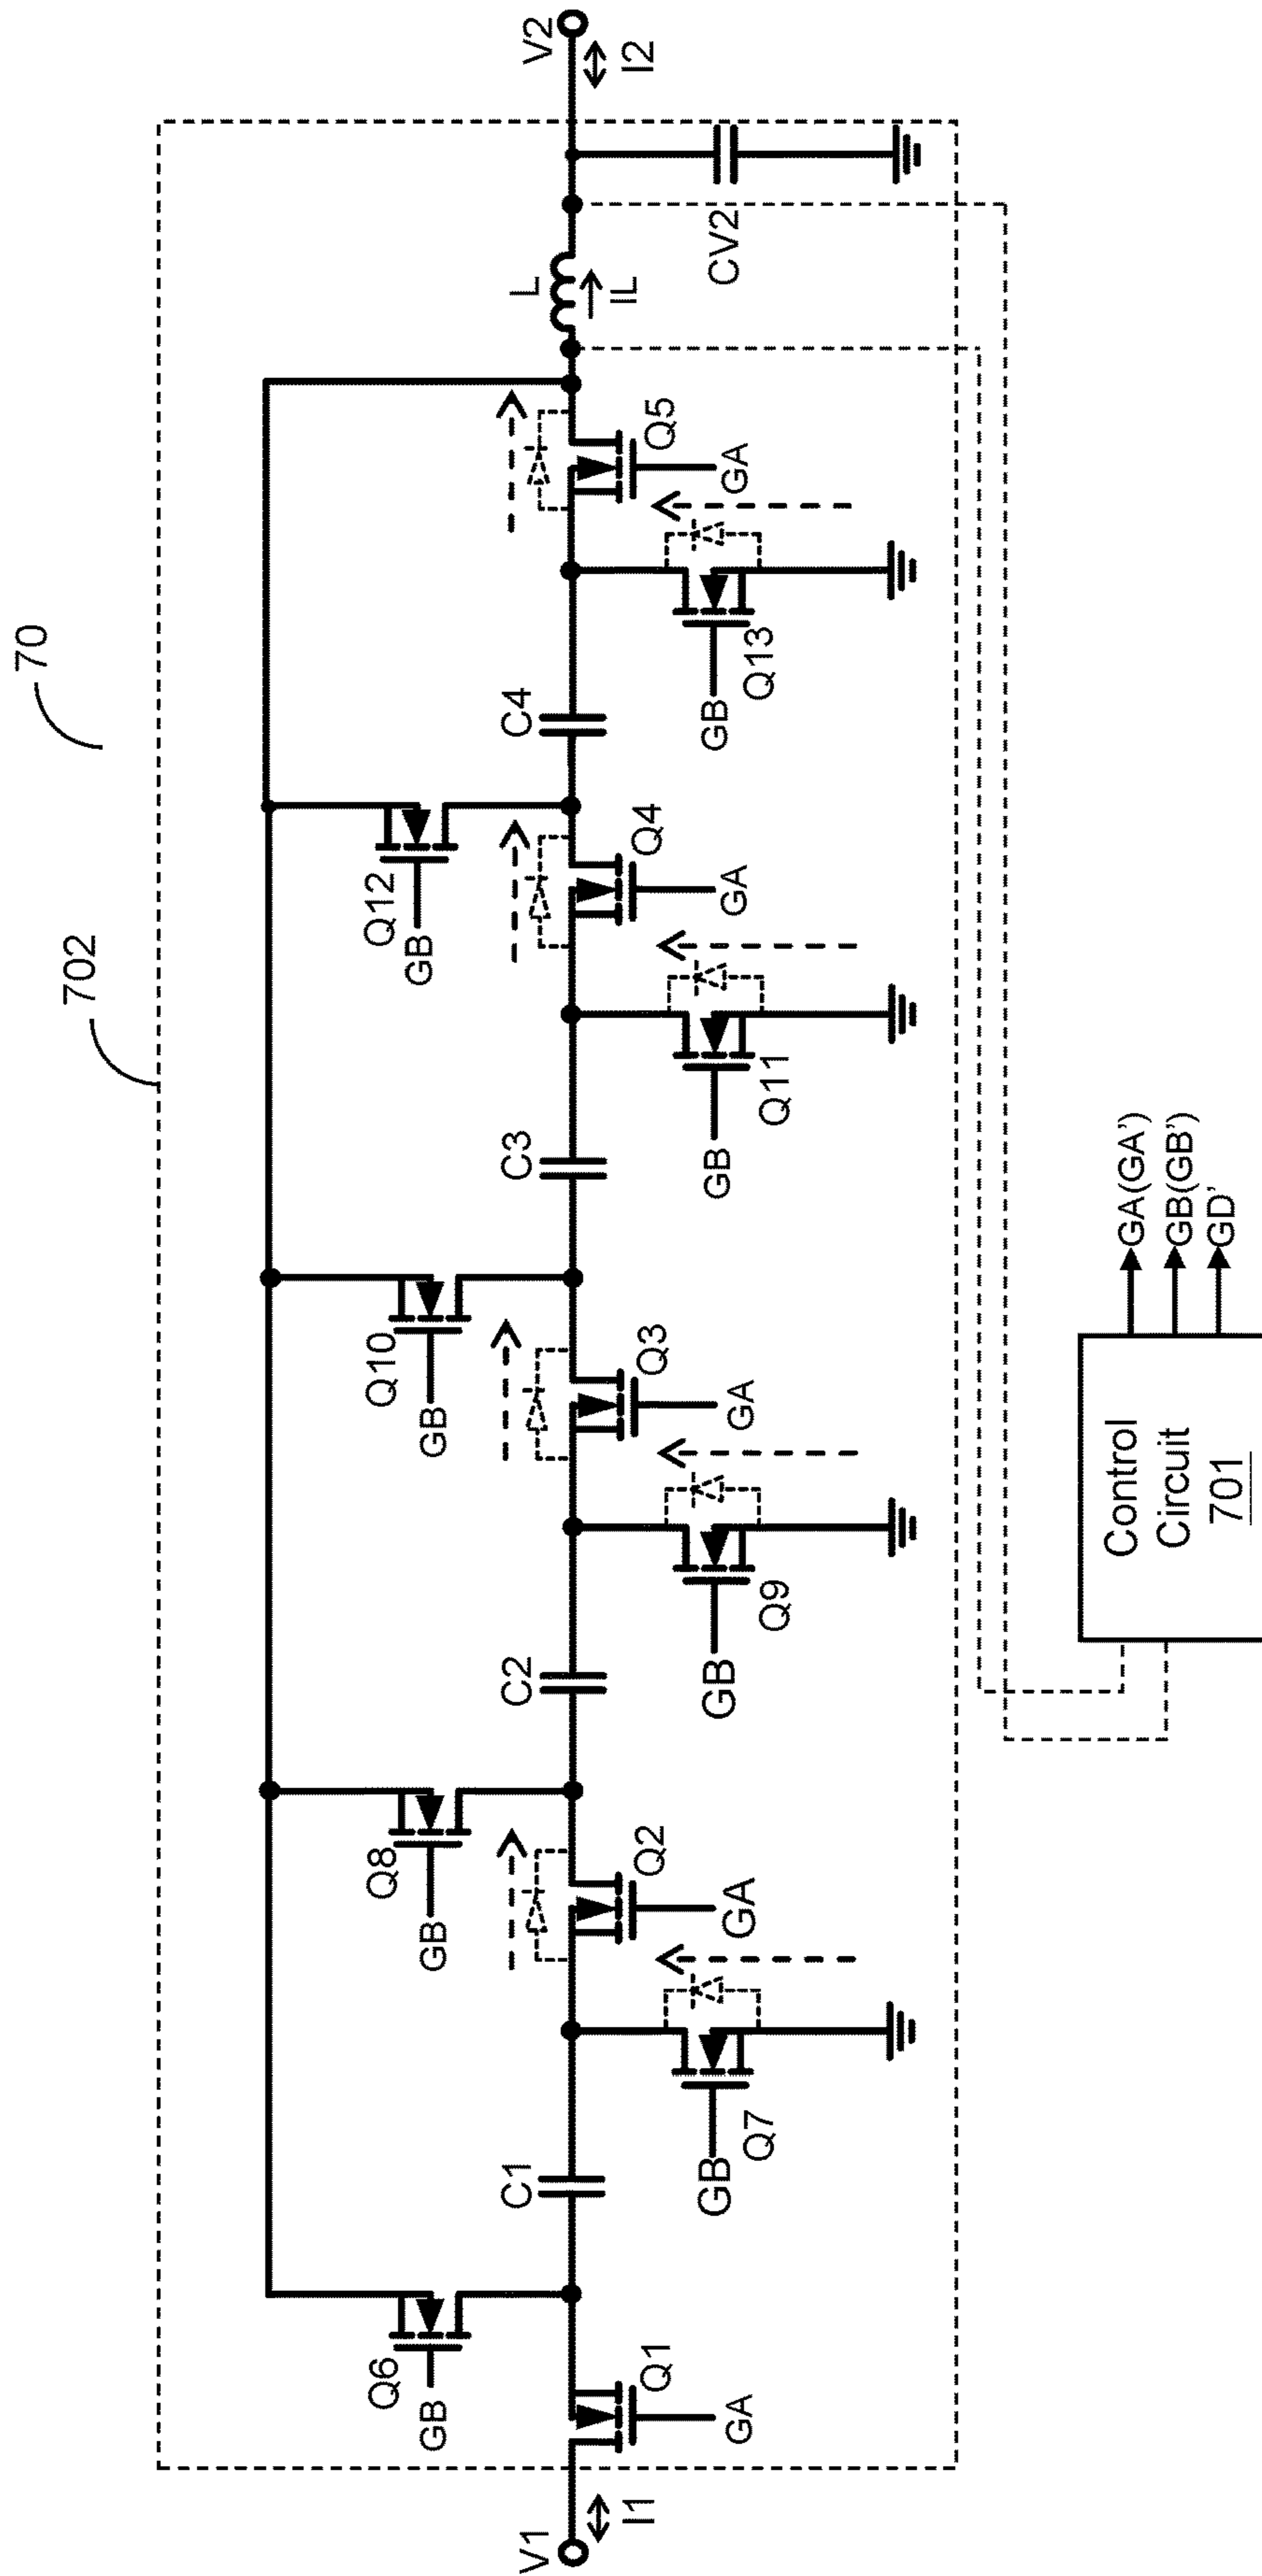 70
702
Q6
GB
Q8
GB
Q10
GB
Q12
GB
V1
I1
Q1
GA
C1
GB
Q7
Q2
GA
C2
GB
Q9
Q3
GA
C3
GB
Q11
Q4
GA
C4
GB
Q13
Q5
GA
L
IL
CV2
V2
I2
Control
Circuit
701
GA(GA')
GB(GB')
GD'